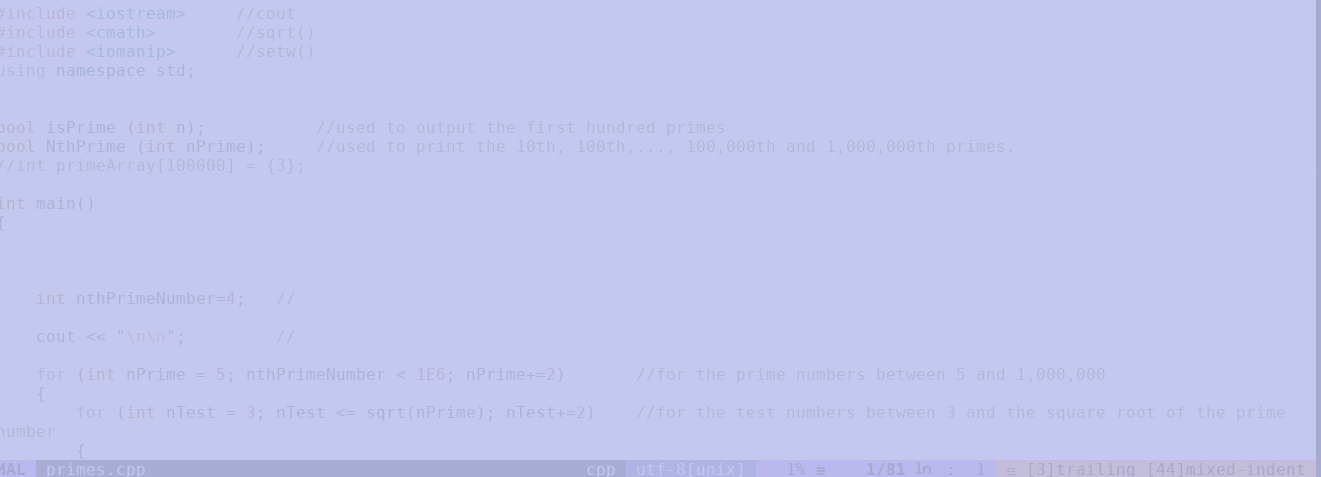 #include <iostream>     //cout
#include <cmath>        //sqrt()
#include <iomanip>      //setw()
using namespace std;
bool isPrime (int n);           //used to output the first hundred primes
bool NthPrime (int nPrime);     //used to print the 10th, 100th,..., 100,000th and 1,000,000th primes.
//int primeArray[100000] = {3};
int main()
{
    int nthPrimeNumber=4;   //
    cout << "\n\n";         //
    for (int nPrime = 5; nthPrimeNumber < 1E6; nPrime+=2)       //for the prime numbers between 5 and 1,000,000
    {
        for (int nTest = 3; nTest <= sqrt(nPrime); nTest+=2)    //for the test numbers between 3 and the square root of the prime
number
        {
MAL  primes.cpp  cpp  utf-8[unix]  1% ≡  1/81 ln :  1  ≡ [3]trailing [44]mixed-indent